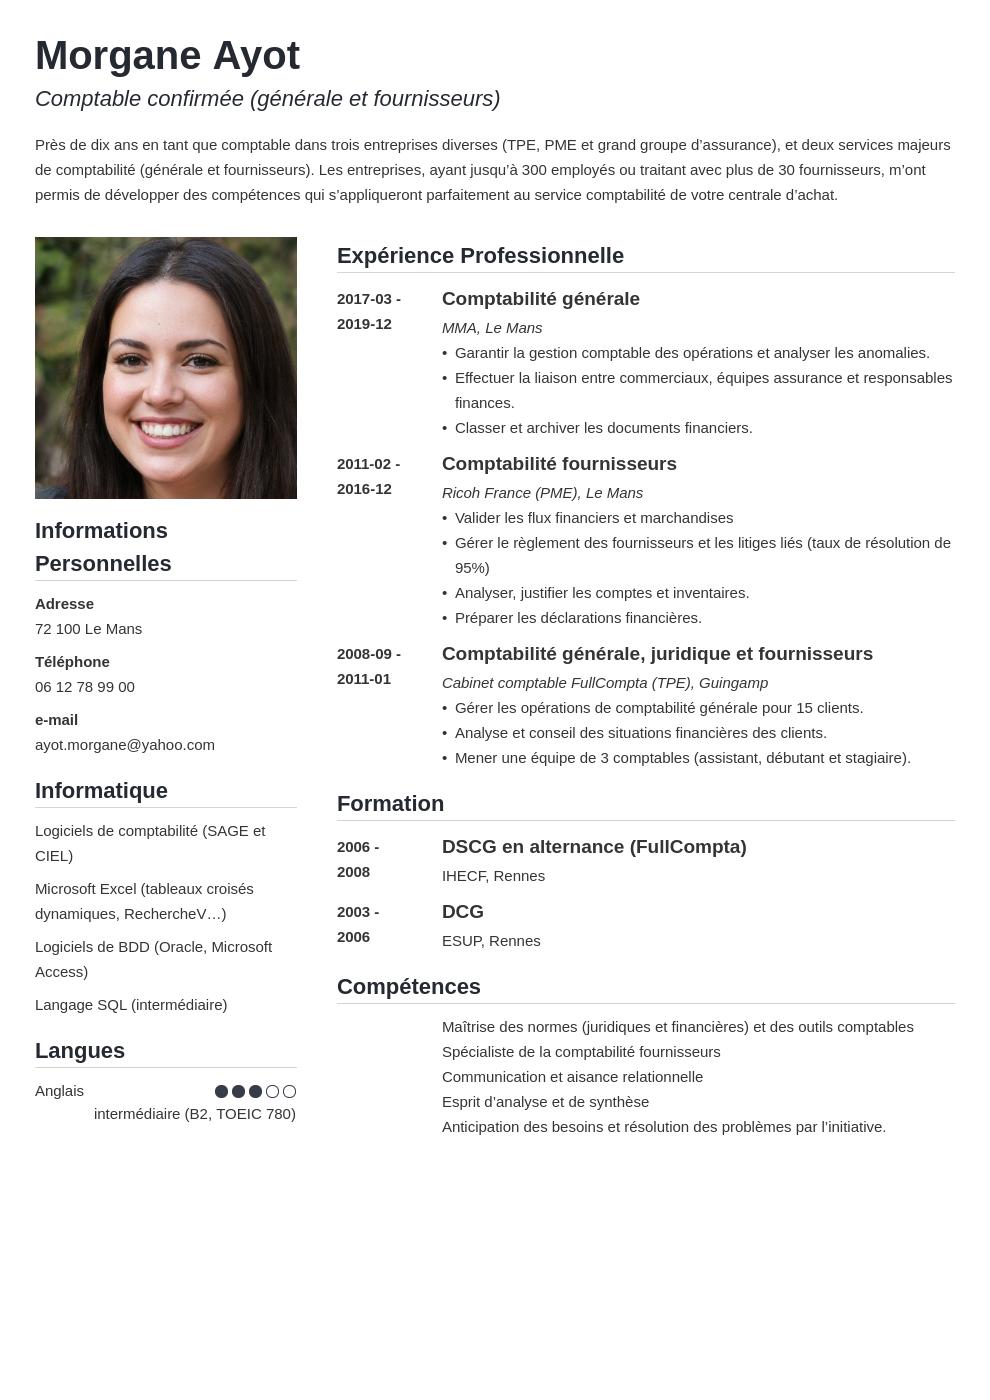 Morgane Ayot
Comptable confirmée (générale et fournisseurs)
Près de dix ans en tant que comptable dans trois entreprises diverses (TPE, PME et grand groupe d’assurance), et deux services majeurs
de comptabilité (générale et fournisseurs). Les entreprises, ayant jusqu’à 300 employés ou traitant avec plus de 30 fournisseurs, m’ont
permis de développer des compétences qui s’appliqueront parfaitement au service comptabilité de votre centrale d’achat.
Informations
Personnelles
Adresse
72 100 Le Mans
Téléphone
06 12 78 99 00
e-mail
ayot.morgane@yahoo.com
Informatique
Logiciels de comptabilité (SAGE et
CIEL)
Microsoft Excel (tableaux croisés
dynamiques, RechercheV…)
Logiciels de BDD (Oracle, Microsoft
Access)
Langage SQL (intermédiaire)
Langues
Anglais
intermédiaire (B2, TOEIC 780)
Expérience Professionnelle
2017-03 -
2019-12
Comptabilité générale
MMA, Le Mans
• Garantir la gestion comptable des opérations et analyser les anomalies.
• Effectuer la liaison entre commerciaux, équipes assurance et responsables
finances.
• Classer et archiver les documents financiers.
2011-02 -
2016-12
Comptabilité fournisseurs
Ricoh France (PME), Le Mans
• Valider les flux financiers et marchandises
• Gérer le règlement des fournisseurs et les litiges liés (taux de résolution de
95%)
• Analyser, justifier les comptes et inventaires.
• Préparer les déclarations financières.
2008-09 -
2011-01
Comptabilité générale, juridique et fournisseurs
Cabinet comptable FullCompta (TPE), Guingamp
• Gérer les opérations de comptabilité générale pour 15 clients.
• Analyse et conseil des situations financières des clients.
• Mener une équipe de 3 comptables (assistant, débutant et stagiaire).
Formation
2006 -
2008
DSCG en alternance (FullCompta)
IHECF, Rennes
2003 -
2006
DCG
ESUP, Rennes
Compétences
Maîtrise des normes (juridiques et financières) et des outils comptables
Spécialiste de la comptabilité fournisseurs
Communication et aisance relationnelle
Esprit d’analyse et de synthèse
Anticipation des besoins et résolution des problèmes par l’initiative.